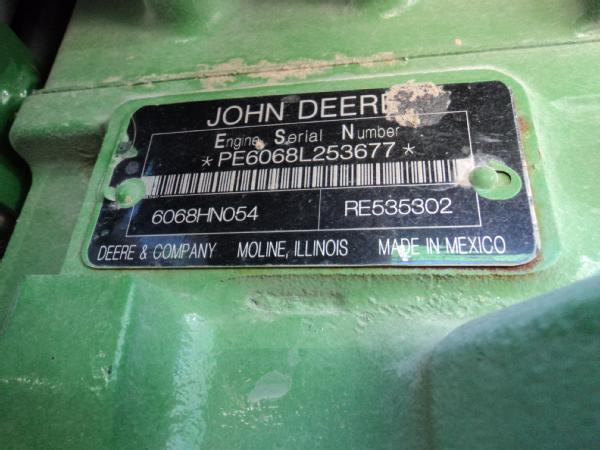 JOHN DEERE
Engine Serial Number
*PE6068L253677*
6068HN054 RE535302
DEERE & COMPANY MOLINE, ILLINOIS MADE IN MEXICO